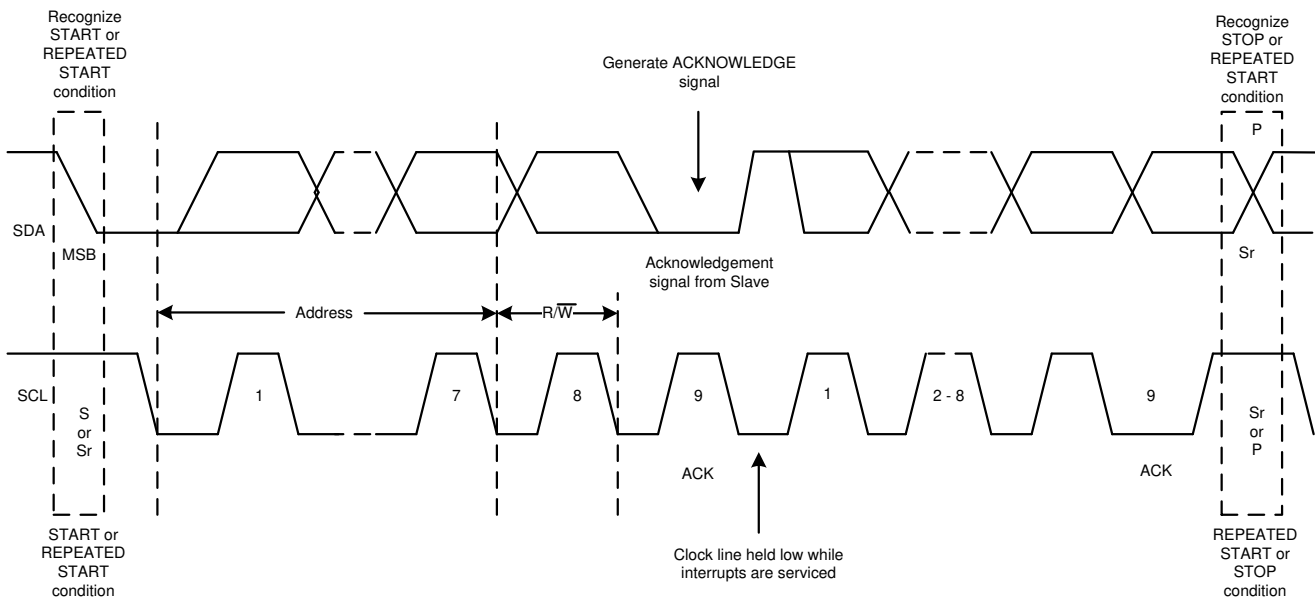 Recognize
START or
REPEATED
START
condition
Generate ACKNOWLEDGE
signal
Recognize
STOP or
REPEATED
START
condition
P
SDA
MSB
Acknowledgement
signal from Slave
Sr
Address
R/W̅
SCL
S
or
Sr
1
7
8
9
1
2 - 8
9
Sr
or
P
ACK
ACK
START or
REPEATED
START
condition
Clock line held low while
interrupts are serviced
REPEATED
START or
STOP
condition